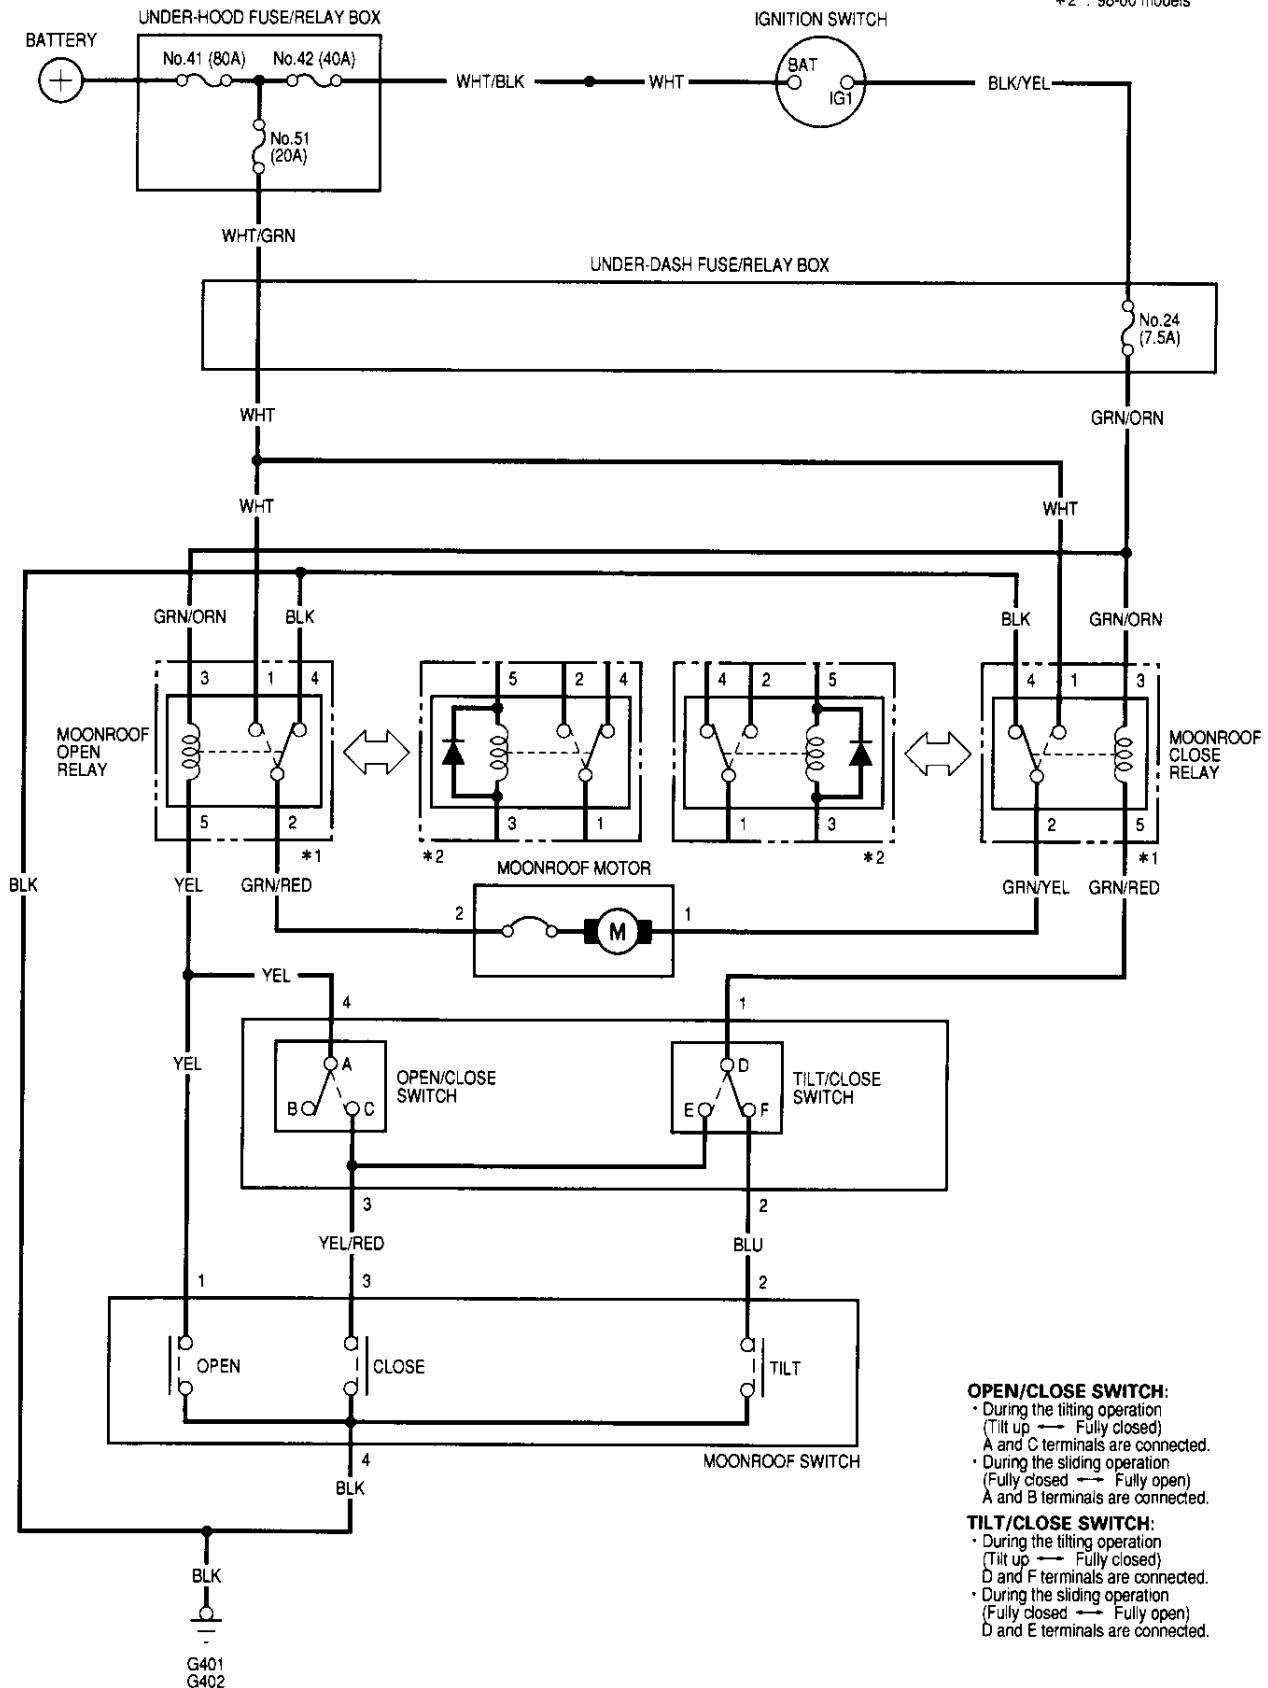 *2 : 98-00 models
UNDER-HOOD FUSE/RELAY BOX
IGNITION SWITCH
BATTERY
No.41 (80A)
No.42 (40A)
WHT/BLK
WHT
BAT
IG1
BLK/YEL
No.51
(20A)
WHT/GRN
UNDER-DASH FUSE/RELAY BOX
No.24
(7.5A)
WHT
GRN/ORN
WHT
WHT
GRN/ORN
BLK
BLK
GRN/ORN
3
1
4
5
2
4
4
2
5
4
1
3
MOONROOF
OPEN
RELAY
MOONROOF
CLOSE
RELAY
5
2
3
1
1
3
2
5
*1
*2
*2
*1
MOONROOF MOTOR
BLK
YEL
GRN/RED
2
M
1
GRN/YEL
GRN/RED
YEL
4
1
YEL
A
B
C
OPEN/CLOSE
SWITCH
D
E
F
TILT/CLOSE
SWITCH
3
2
YEL/RED
BLU
1
3
2
OPEN
CLOSE
TILT
4
MOONROOF SWITCH
BLK
BLK
G401
G402
OPEN/CLOSE SWITCH:
· During the tilting operation
(Tilt up ←→ Fully closed)
A and C terminals are connected.
· During the sliding operation
(Fully closed ←→ Fully open)
A and B terminals are connected.
TILT/CLOSE SWITCH:
· During the tilting operation
(Tilt up ←→ Fully closed)
D and F terminals are connected.
· During the sliding operation
(Fully closed ←→ Fully open)
D and E terminals are connected.